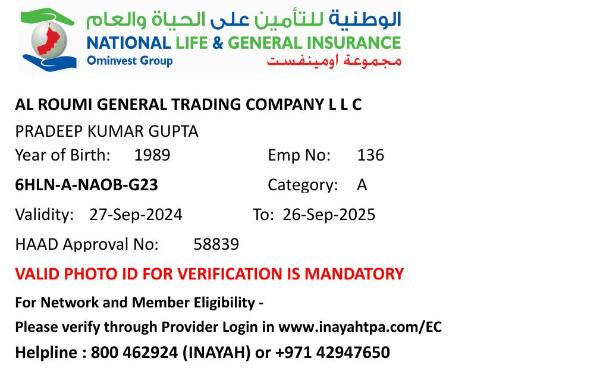 الوطنية للتأمين على الحياة والعام
NATIONAL LIFE & GENERAL INSURANCE
Ominvest Group مجموعة اومينفست
AL ROUMI GENERAL TRADING COMPANY L L C
PRADEEP KUMAR GUPTA
Year of Birth: 1989 Emp No: 136
6HLN-A-NAOB-G23 Category: A
Validity: 27-Sep-2024 To: 26-Sep-2025
HAAD Approval No: 58839
VALID PHOTO ID FOR VERIFICATION IS MANDATORY
For Network and Member Eligibility -
Please verify through Provider Login in www.inayahtpa.com/EC
Helpline : 800 462924 (INAYAH) or +971 42947650